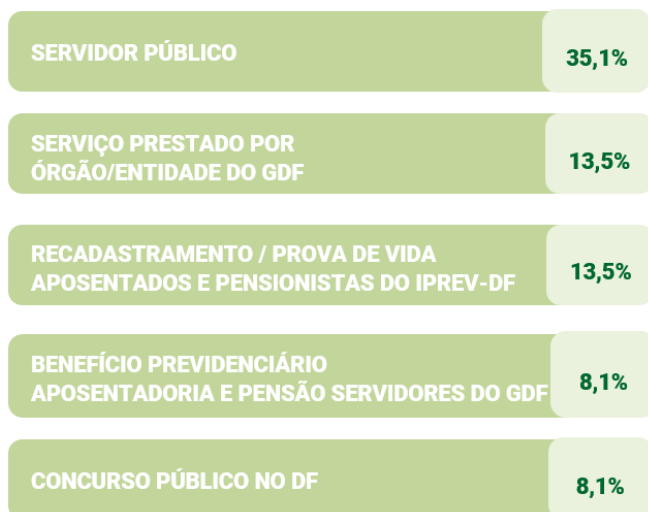 SERVIDOR PÚBLICO
35,1%
SERVIÇO PRESTADO POR
ÓRGÃO/ENTIDADE DO GDF
13,5%
RECADASTRAMENTO / PROVA DE VIDA
APOSENTADOS E PENSIONISTAS DO IPREV-DF
13,5%
BENEFÍCIO PREVIDENCIÁRIO
APOSENTADORIA E PENSÃO SERVIDORES DO GDF
8,1%
CONCURSO PÚBLICO NO DF
8,1%